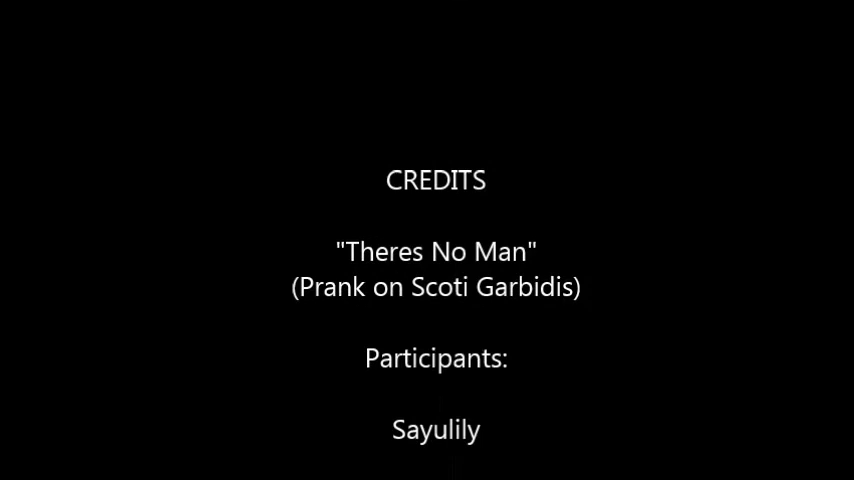 CREDITS
"Theres No Man"
(Prank on Scoti Garbidis)
Participants:
Sayulily